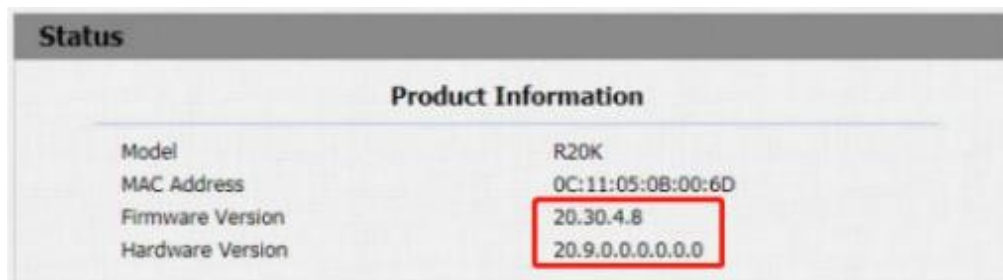 Status
Product Information
Model R20K
MAC Address 0C:11:05:0B:00:6D
Firmware Version 20.30.4.8
Hardware Version 20.9.0.0.0.0.0.0